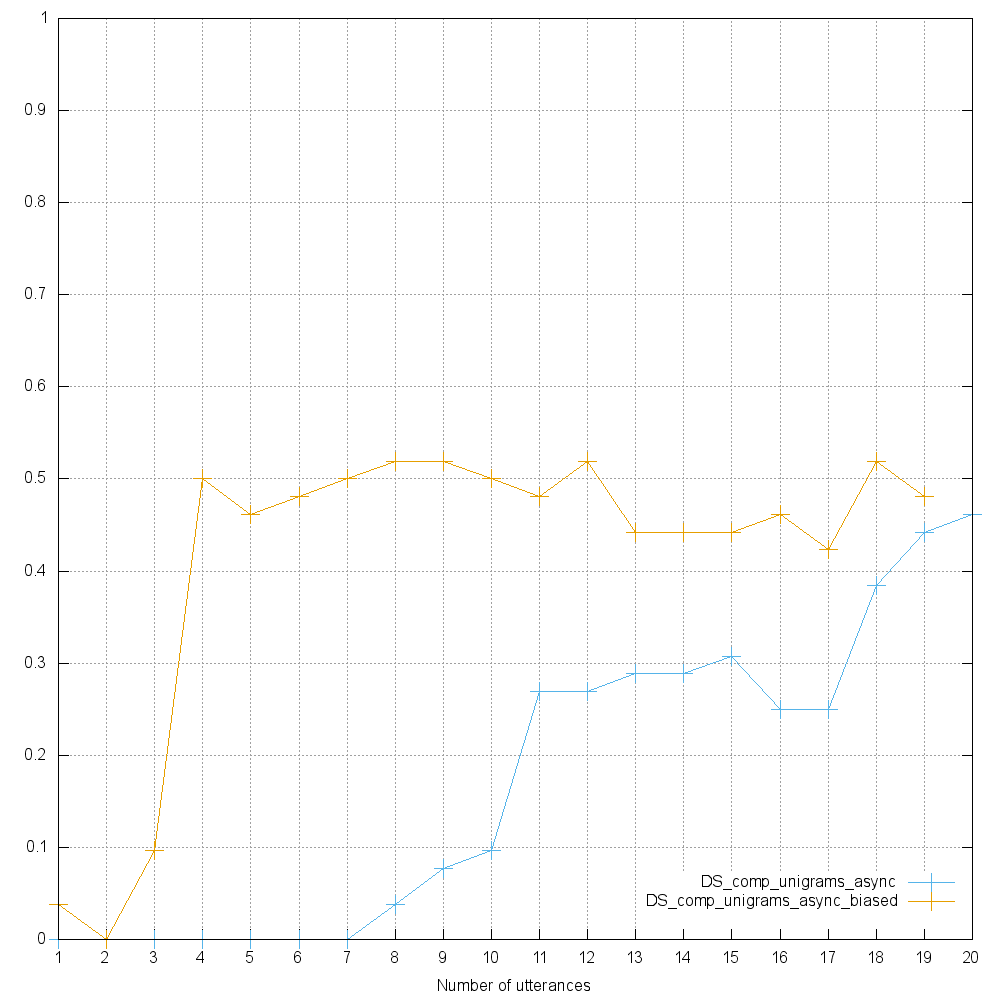 1
0.9
0.8
0.7
0.6
0.5
0.4
0.3
0.2
0.1
0
DS_comp_unigrams_async
DS_comp_unigrams_async_biased
1 2 3 4 5 6 7 8 9 10 11 12 13 14 15 16 17 18 19 20
Number of utterances